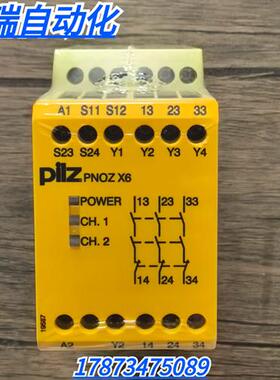 瑞自动化
A1 S11 S12 13 23 33
S23 S24 Y1 Y2 Y3 Y4
pilz PNOZ X6
POWER 13 23 33
CH. 1
CH. 2
14 24 34
A2 Y2 14 24 34
17873475089